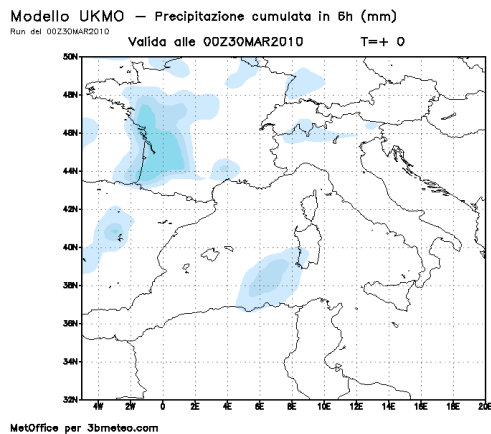 Modello UKMO – Precipitazione cumulata in 6h (mm)
Run del 00Z30MAR2010
Valida alle 00Z30MAR2010 T=+ 0
50N
48N
46N
44N
42N
40N
38N
36N
34N
32N
4W 2W 0 2E 4E 6E 8E 10E 12E 14E 16E 18E 20E
MetOffice per 3bmeteo.com